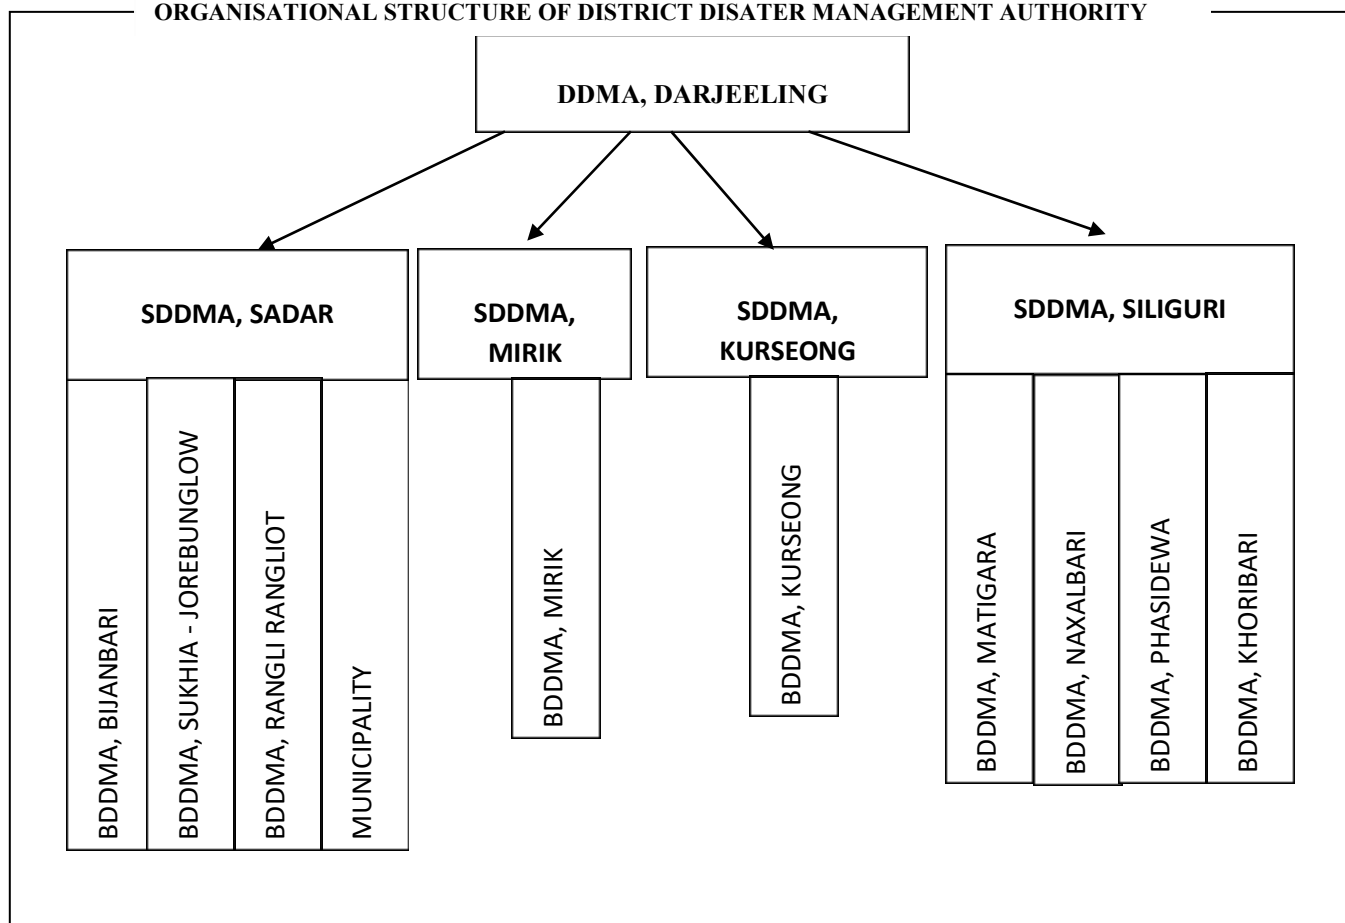 ORGANISATIONAL STRUCTURE OF DISTRICT DISATER MANAGEMENT AUTHORITY
DDMA, DARJEELING
SDDMA, SADAR
SDDMA,
MIRIK
SDDMA,
KURSEONG
SDDMA, SILIGURI
BDDMA, BIJANBARI
BDDMA, SUKHIA - JOREBUNGLOW
BDDMA, RANGLI RANGLIOT
MUNICIPALITY
BDDMA, MIRIK
BDDMA, KURSEONG
BDDMA, MATIGARA
BDDMA, NAXALBARI
BDDMA, PHASIDEWA
BDDMA, KHORIBARI